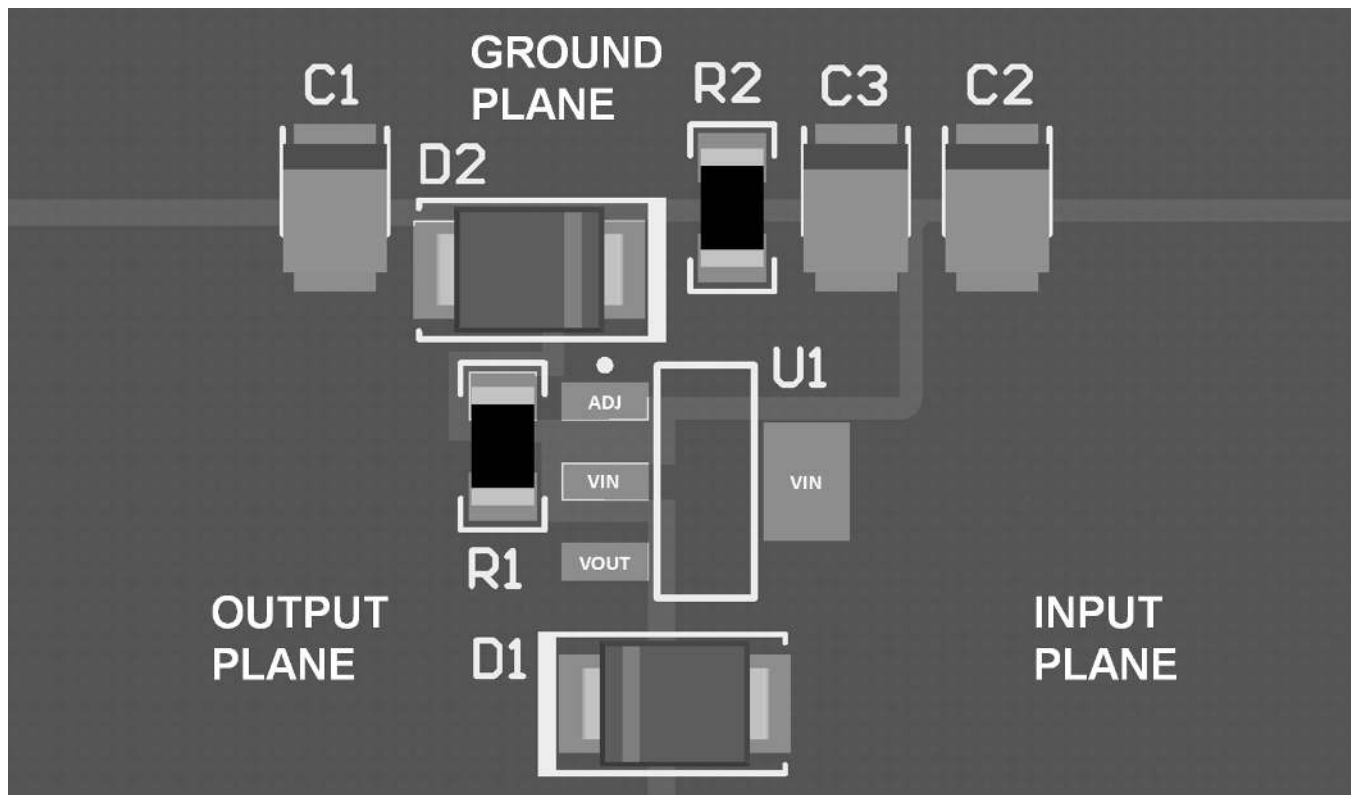 GROUND
PLANE
C1
R2
C3
C2
D2
U1
ADJ
VIN
VIN
VOUT
R1
OUTPUT
PLANE
INPUT
PLANE
D1